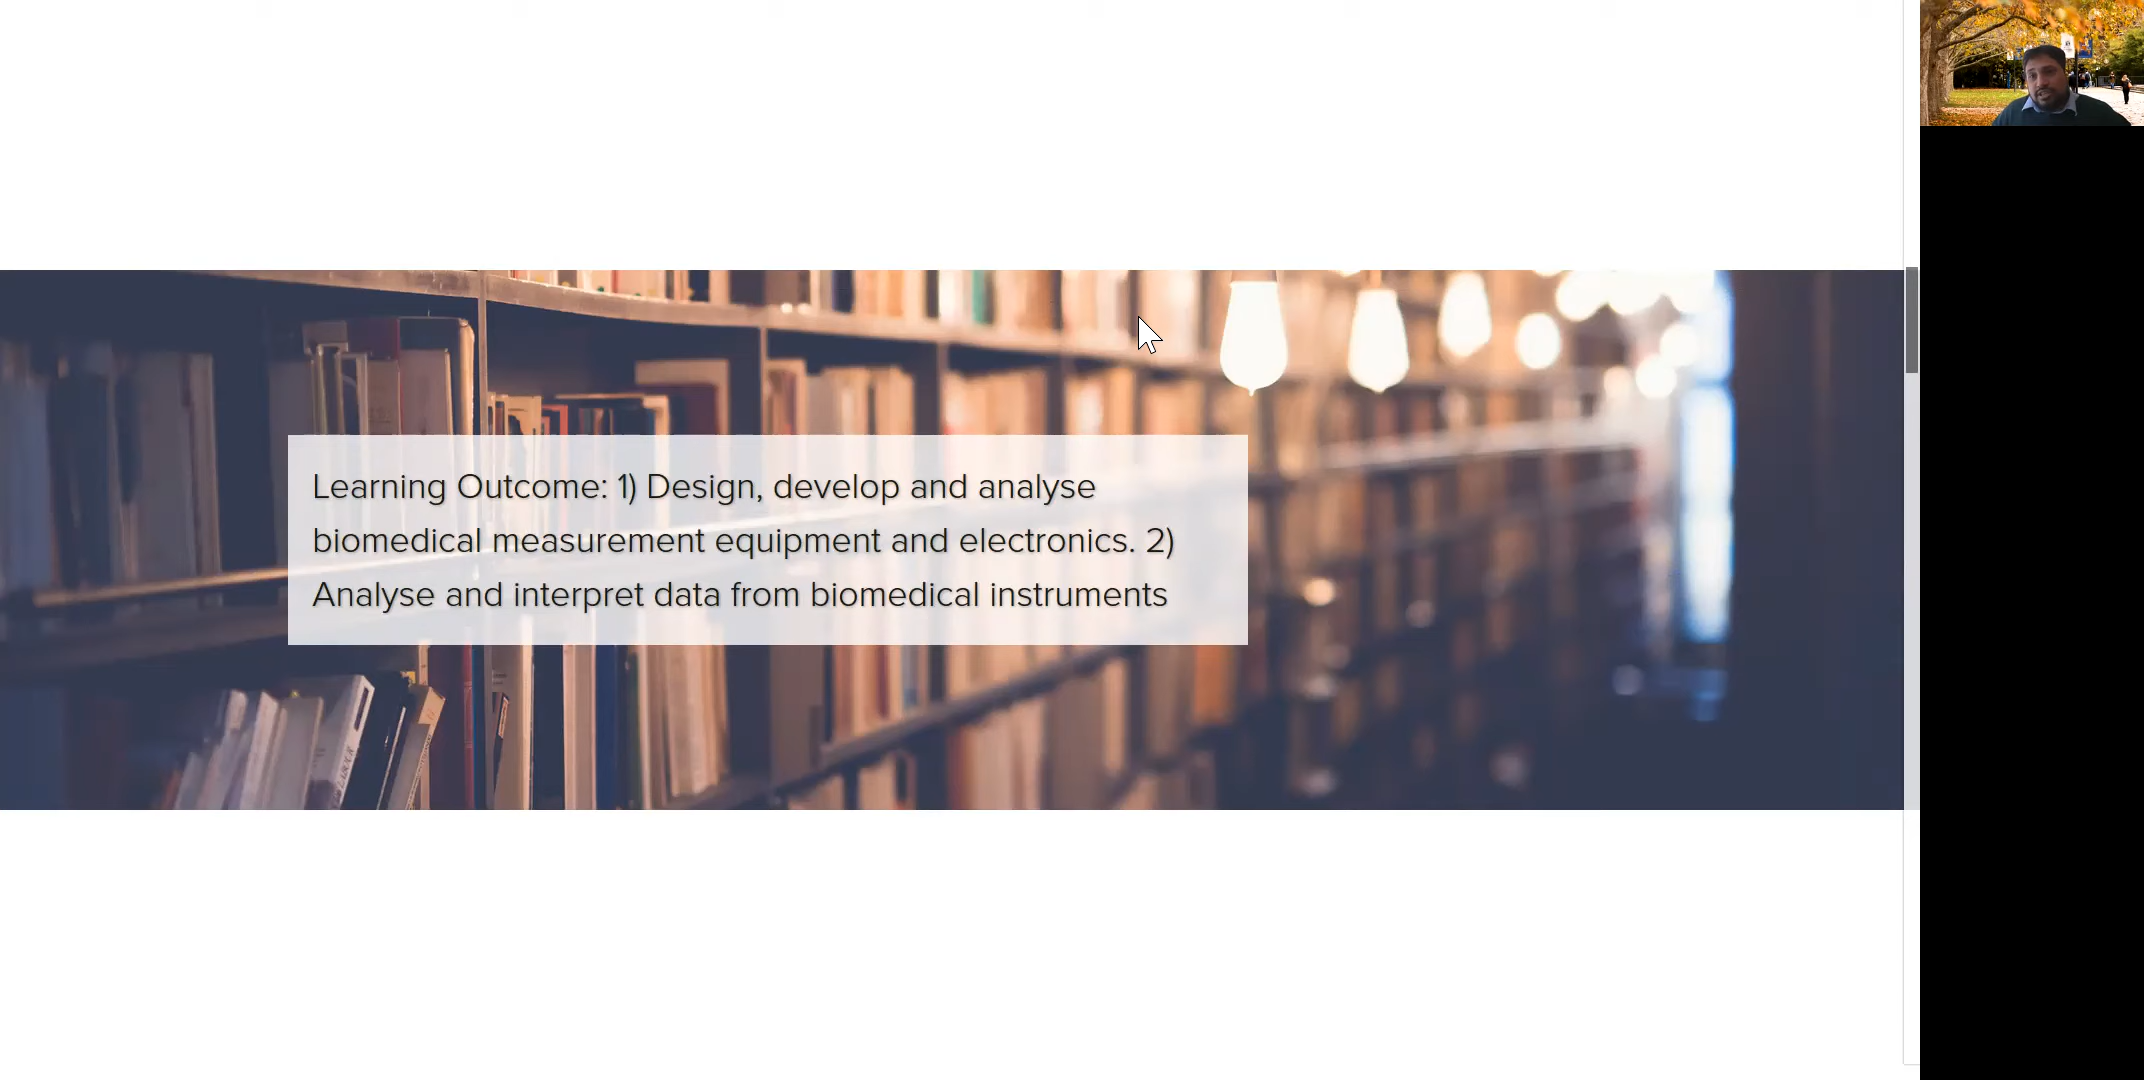 Learning Outcome: 1) Design, develop and analyse
biomedical measurement equipment and electronics. 2)
Analyse and interpret data from biomedical instruments